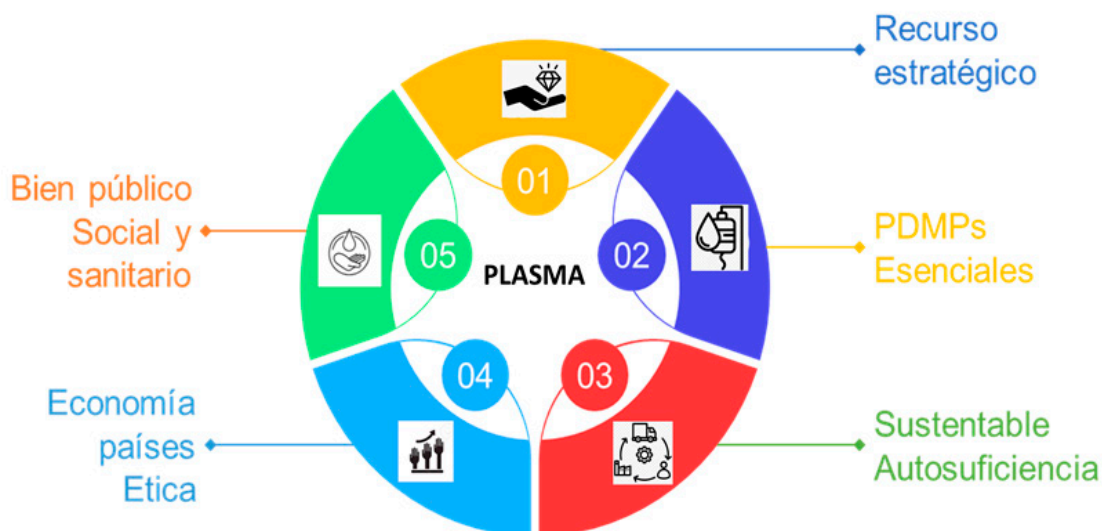 Recurso
estratégico
01
Bien público
Social y
sanitario
05
PLASMA
02
PDMPs
Esenciales
04
03
Economía
países
Etica
Sustentable
Autosuficiencia